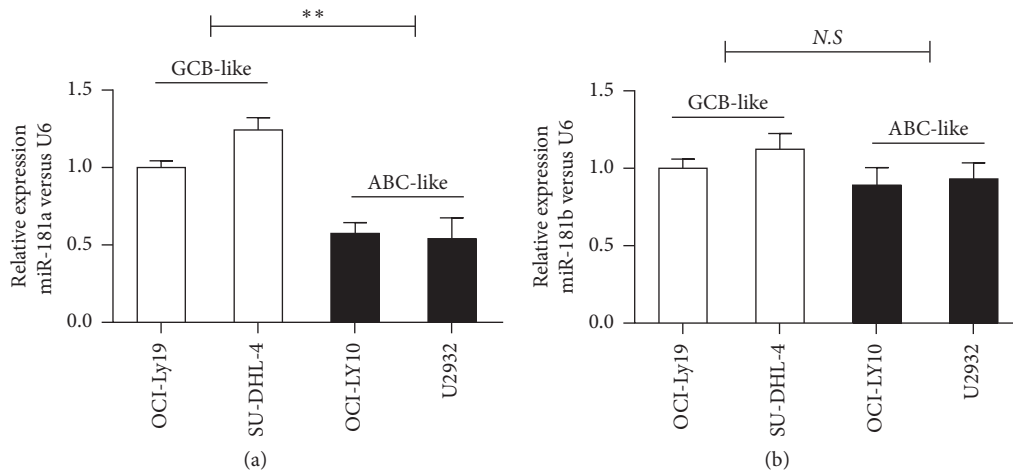 **
GCB-like
ABC-like
Relative expression
miR-181a versus U6
1.5
1.0
0.5
0.0
OCI-Ly19
SU-DHL-4
OCI-LY10
U2932
(a)
N.S
GCB-like
ABC-like
Relative expression
miR-181b versus U6
1.5
1.0
0.5
0.0
OCI-Ly19
SU-DHL-4
OCI-LY10
U2932
(b)